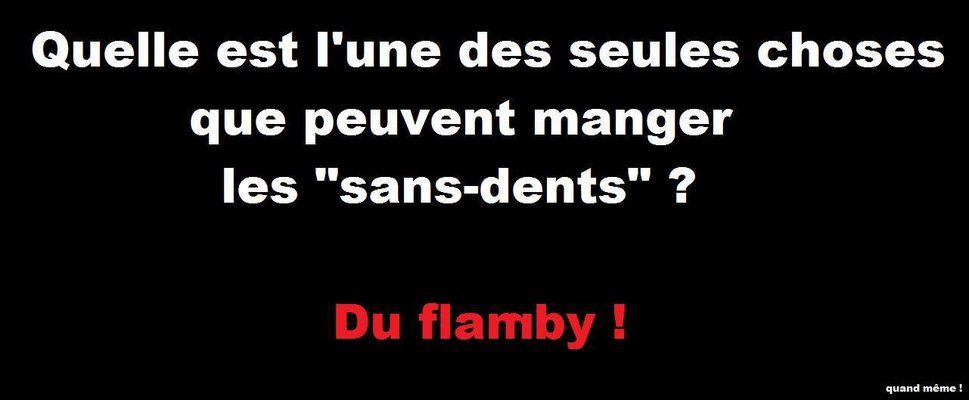 Quelle est l'une des seules choses
que peuvent manger
les "sans-dents" ?
Du flamby !
quand même !